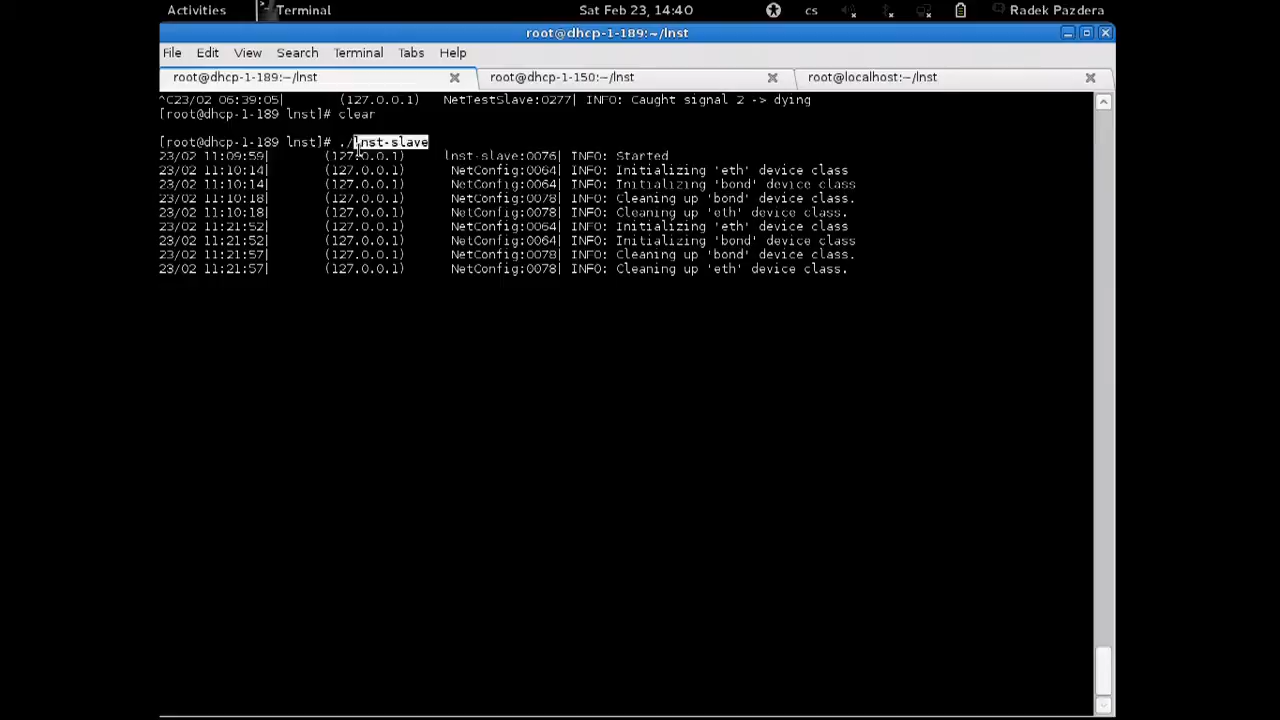 Activities Terminal Sat Feb 23, 14:40 cs Radek Pazdera
root@dhcp-1-189:~/lnst
File Edit View Search Terminal Tabs Help
root@dhcp-1-189:~/lnst root@dhcp-1-150:~/lnst root@localhost:~/lnst
^C23/02 06:39:05| (127.0.0.1) NetTestSlave:0277| INFO: Caught signal 2 -> dying
[root@dhcp-1-189 lnst]# clear
[root@dhcp-1-189 lnst]# ./lnst-slave
23/02 11:09:59| (127.0.0.1) lnst-slave:0076| INFO: Started
23/02 11:10:14| (127.0.0.1) NetConfig:0064| INFO: Initializing 'eth' device class
23/02 11:10:14| (127.0.0.1) NetConfig:0064| INFO: Initializing 'bond' device class
23/02 11:10:18| (127.0.0.1) NetConfig:0078| INFO: Cleaning up 'bond' device class.
23/02 11:10:18| (127.0.0.1) NetConfig:0078| INFO: Cleaning up 'eth' device class.
23/02 11:21:52| (127.0.0.1) NetConfig:0064| INFO: Initializing 'eth' device class
23/02 11:21:52| (127.0.0.1) NetConfig:0064| INFO: Initializing 'bond' device class
23/02 11:21:57| (127.0.0.1) NetConfig:0078| INFO: Cleaning up 'bond' device class.
23/02 11:21:57| (127.0.0.1) NetConfig:0078| INFO: Cleaning up 'eth' device class.